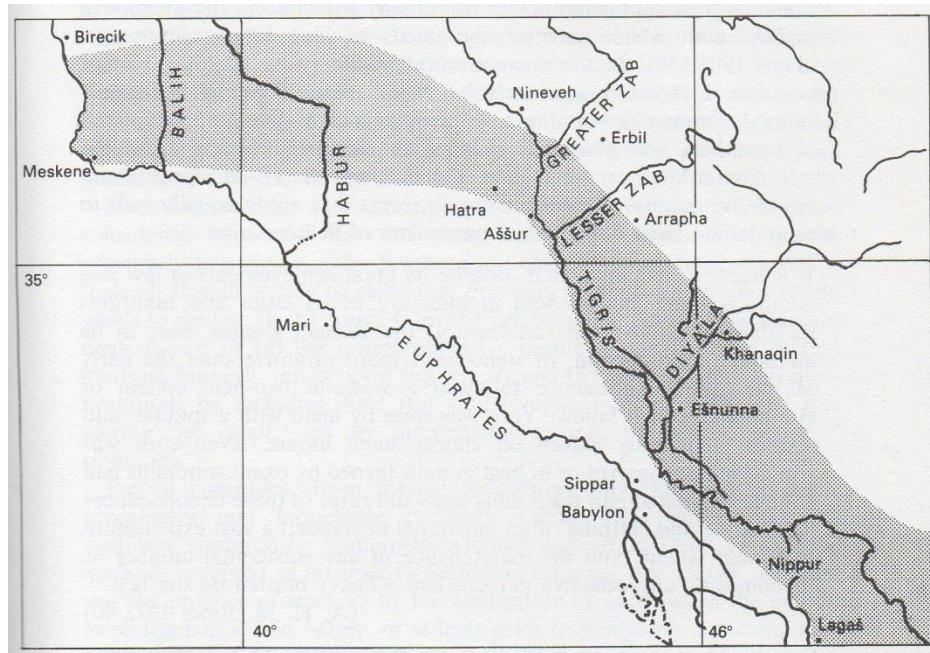 Birecik
BALIH
Meskene
HABUR
Nineveh
GREATER ZAB
Erbil
LESSER ZAB
Hatra
Aššur
Arrapha
35°
TIGRIS
Mari
EUPHRATES
DIYALA
Khanaqin
Ešnunna
Sippar
Babylon
Nippur
Lagaš
40°
46°